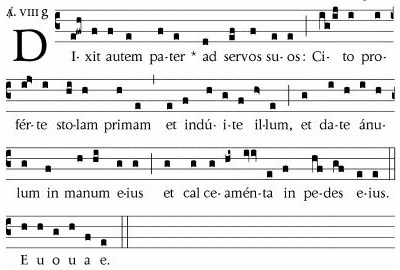 ℣. VIII g
DI- xit autem pa-ter * ad servos su-os: Ci- to pro-
fér-te sto-lam primam et indú-i-te il-lum, et da-te ánu-
lum in manum e-ius et cal ce-amén-ta in pe-des e-ius.
E u o u a e.